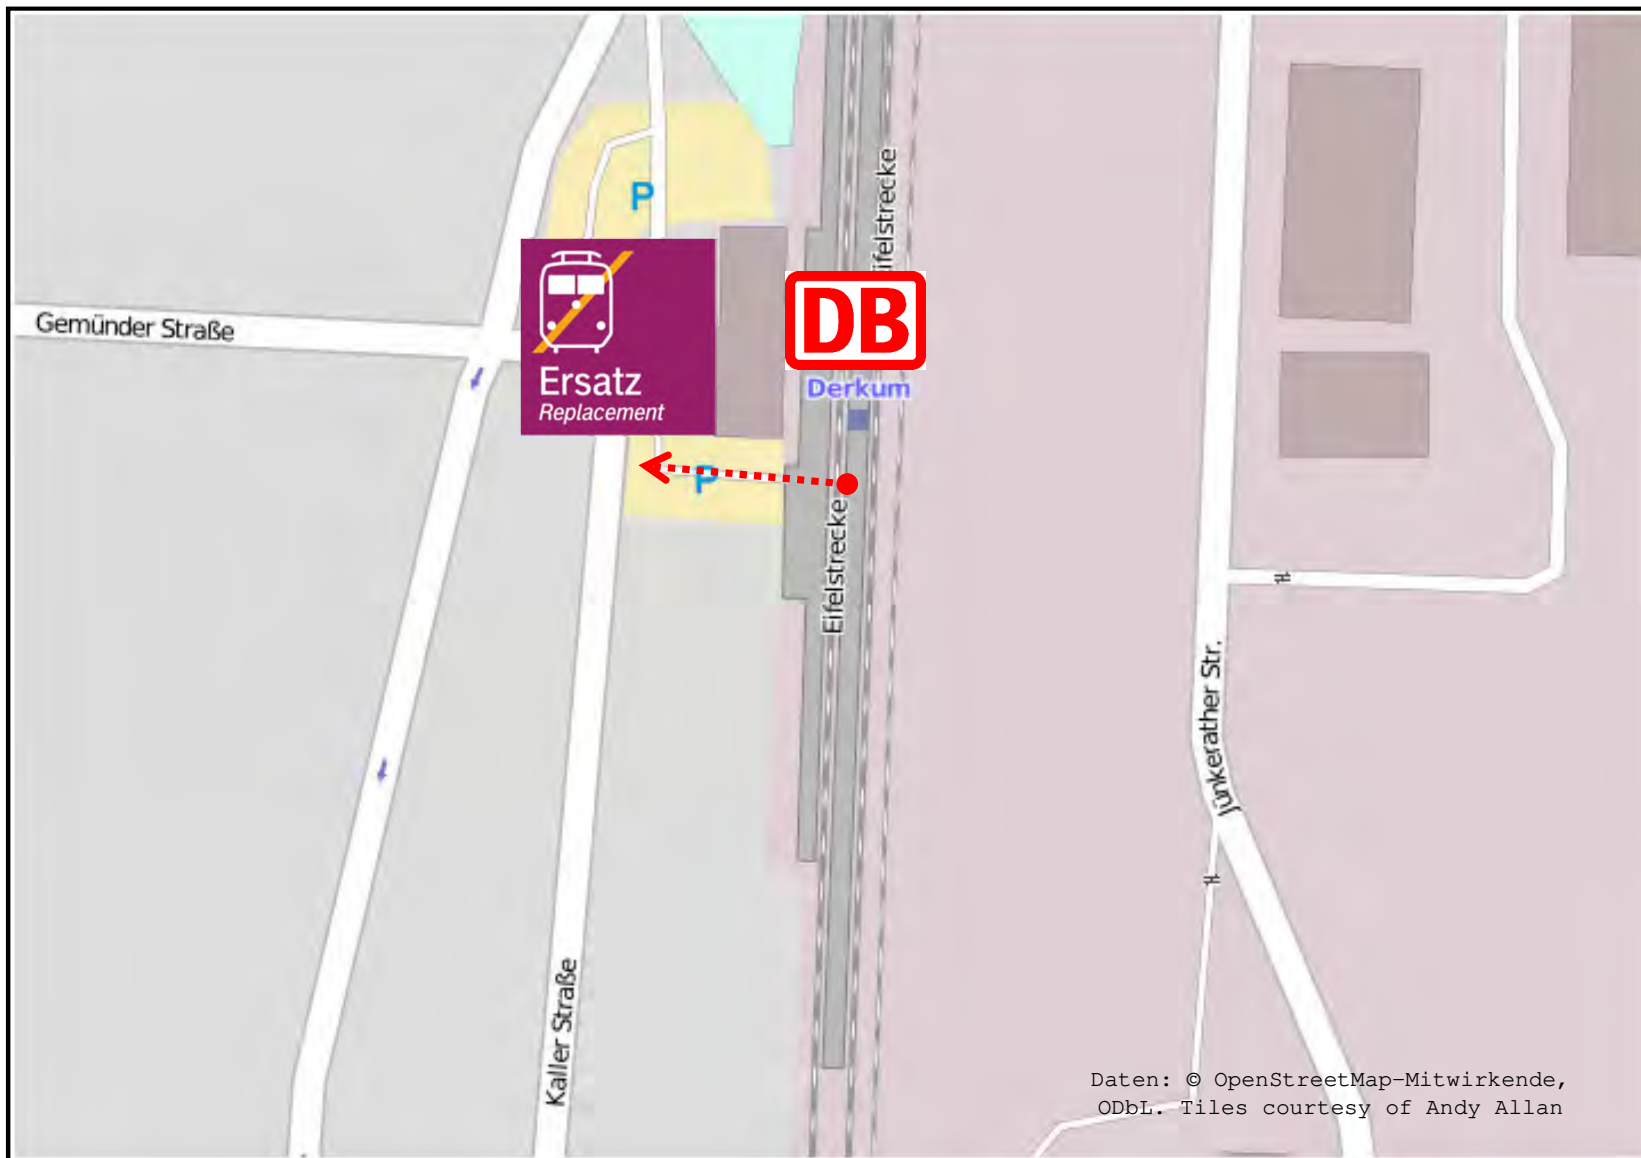 P
Eifelstrecke
Gemünder Straße
DB
Ersatz
Replacement
Derkum
P
Eifelstrecke
Jünkerather Str.
Kaller Straße
Daten: © OpenStreetMap-Mitwirkende,
ODbL. Tiles courtesy of Andy Allan